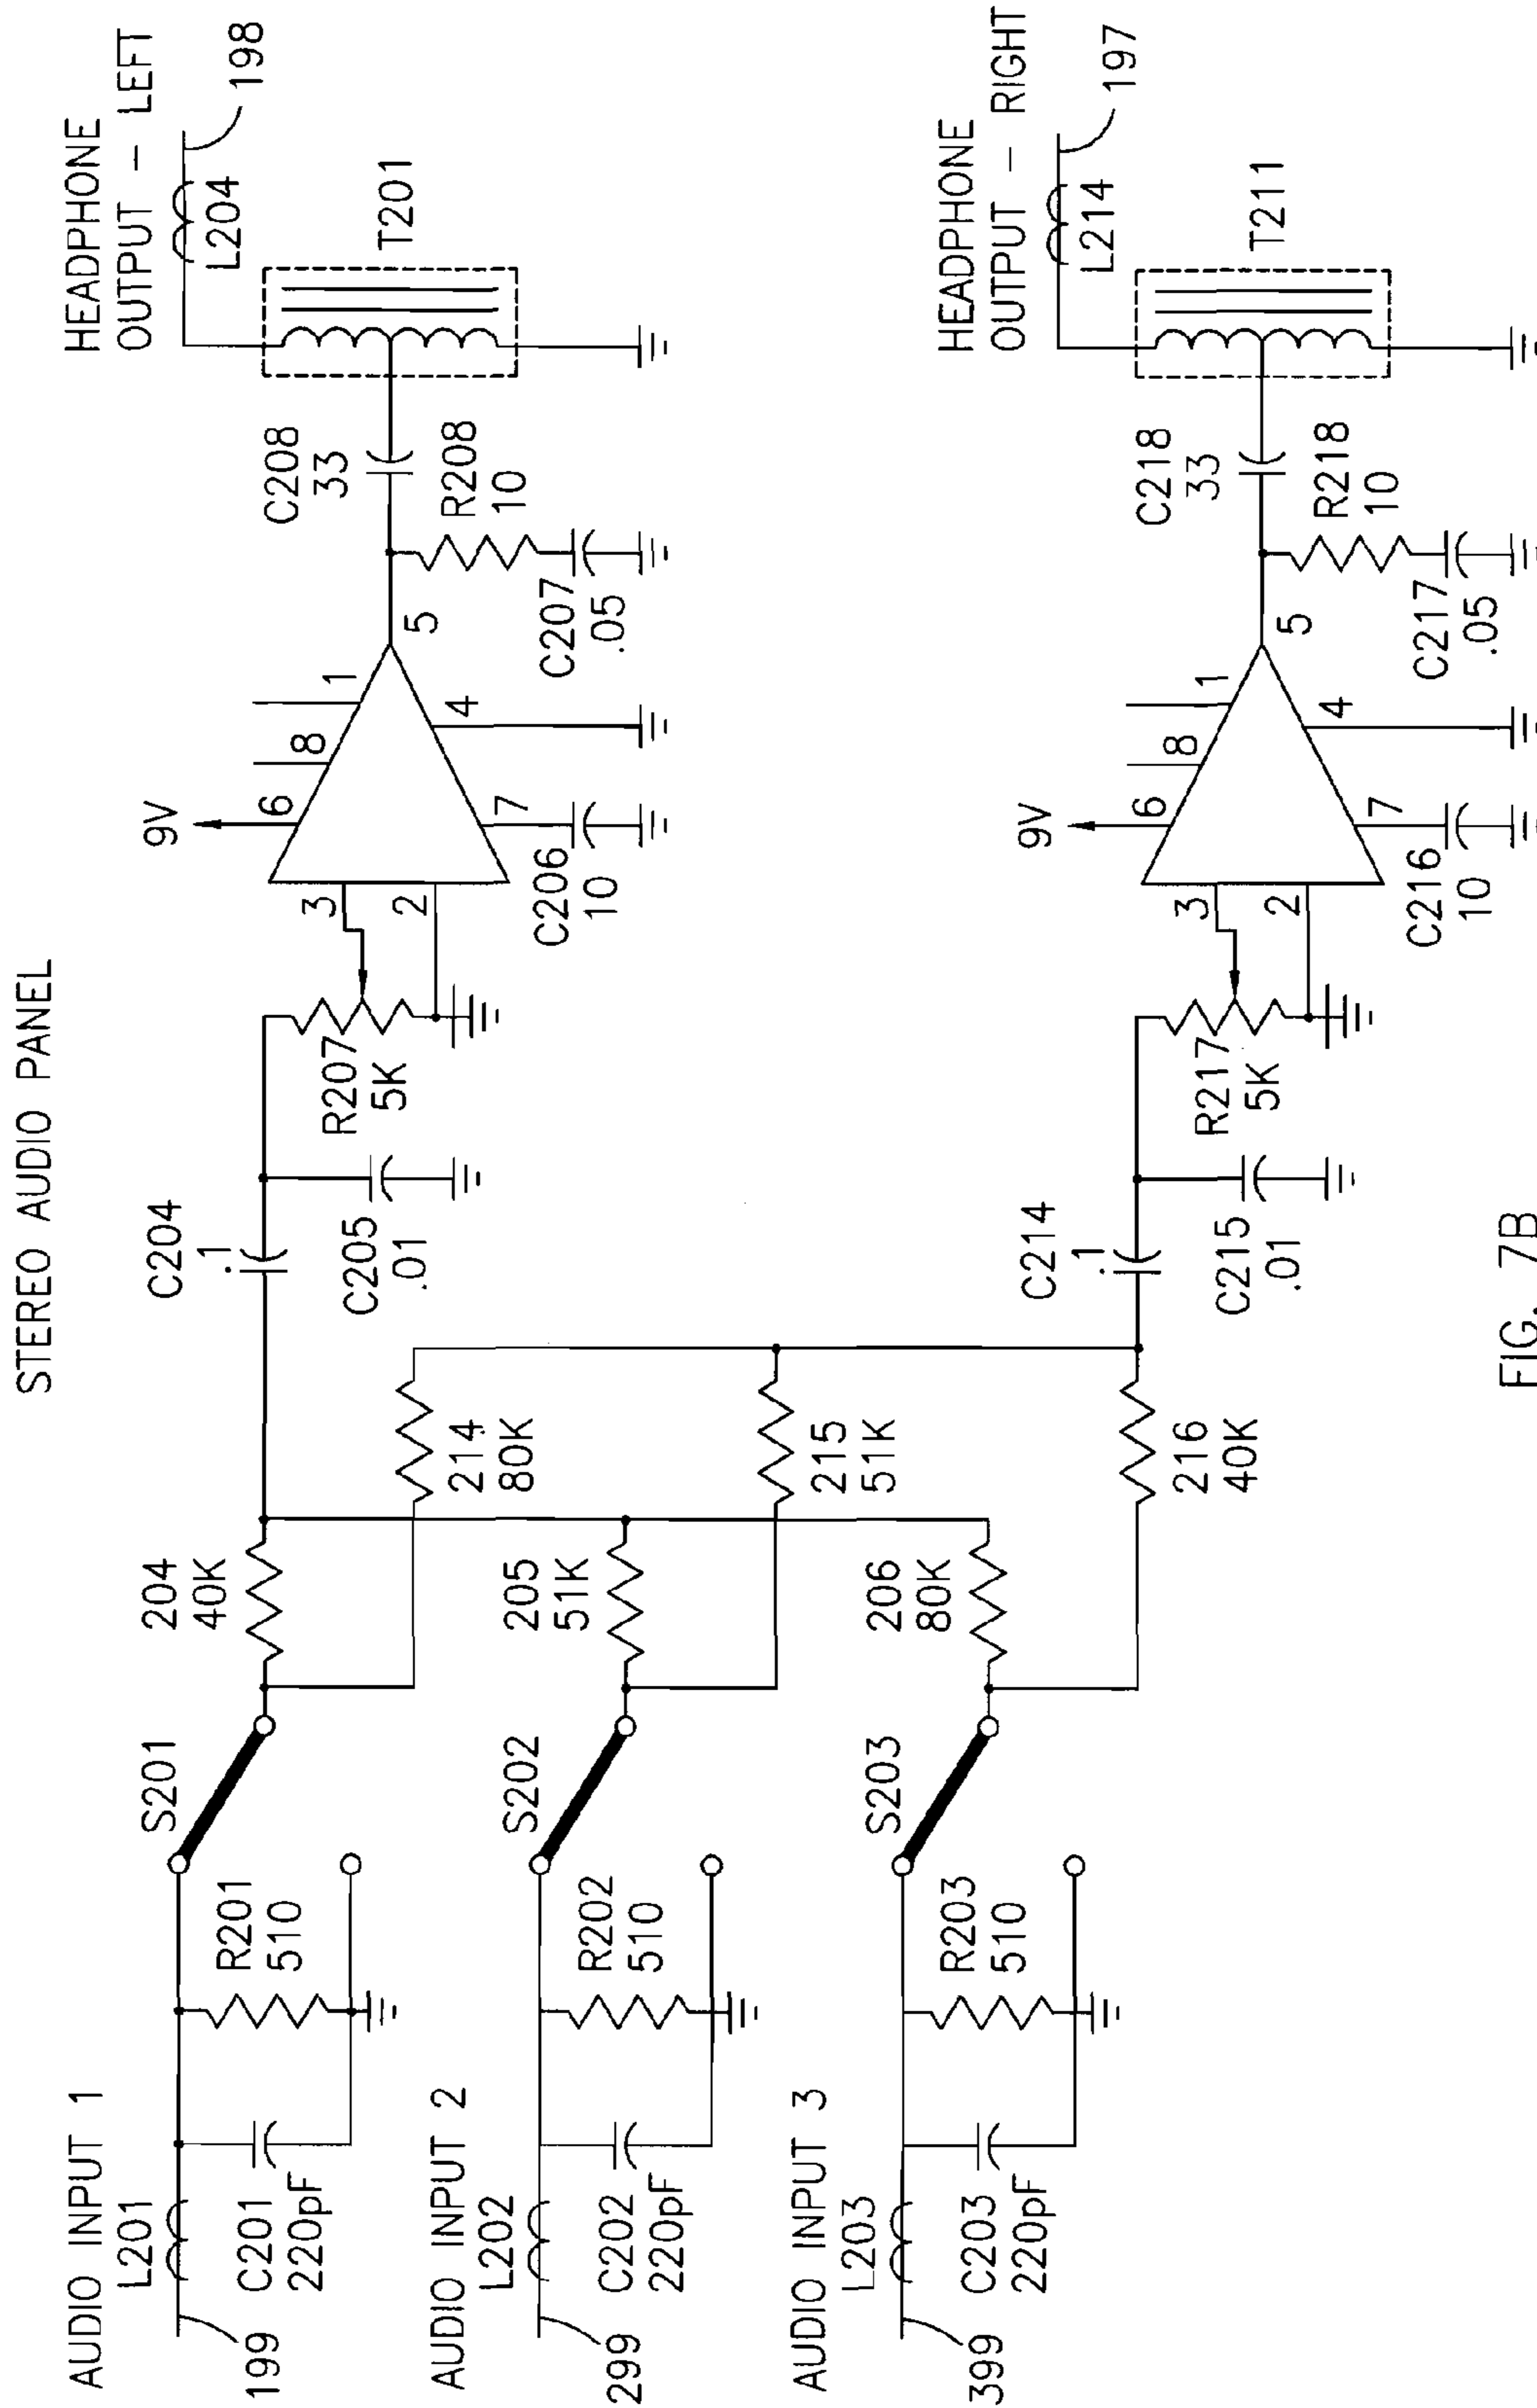 STEREO AUDIO PANEL
AUDIO INPUT 1
L201
199
C201
220pF
R201
510
S201
204
40K
214
80K
C204
.1
C205
.01
R207
5K
3
2
9V
6
8
1
7
4
5
C206
10
C207
.05
R208
10
C208
33
T201
HEADPHONE
OUTPUT - LEFT
L204
198
AUDIO INPUT 2
L202
299
C202
220pF
R202
510
S202
205
51K
215
51K
AUDIO INPUT 3
L203
399
C203
220pF
R203
510
S203
206
80K
216
40K
C214
.1
C215
.01
R217
5K
3
2
9V
6
8
1
7
4
5
C216
10
C217
.05
R218
10
C218
33
T211
HEADPHONE
OUTPUT - RIGHT
L214
197
FIG. 7B